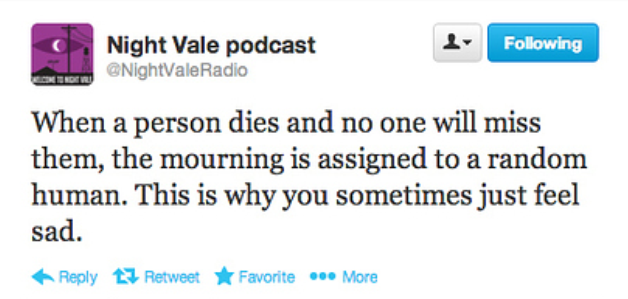 Night Vale podcast
@NightValeRadio
Following
When a person dies and no one will miss
them, the mourning is assigned to a random
human. This is why you sometimes just feel
sad.
Reply Retweet Favorite More
WELCOME TO NIGHT VALE